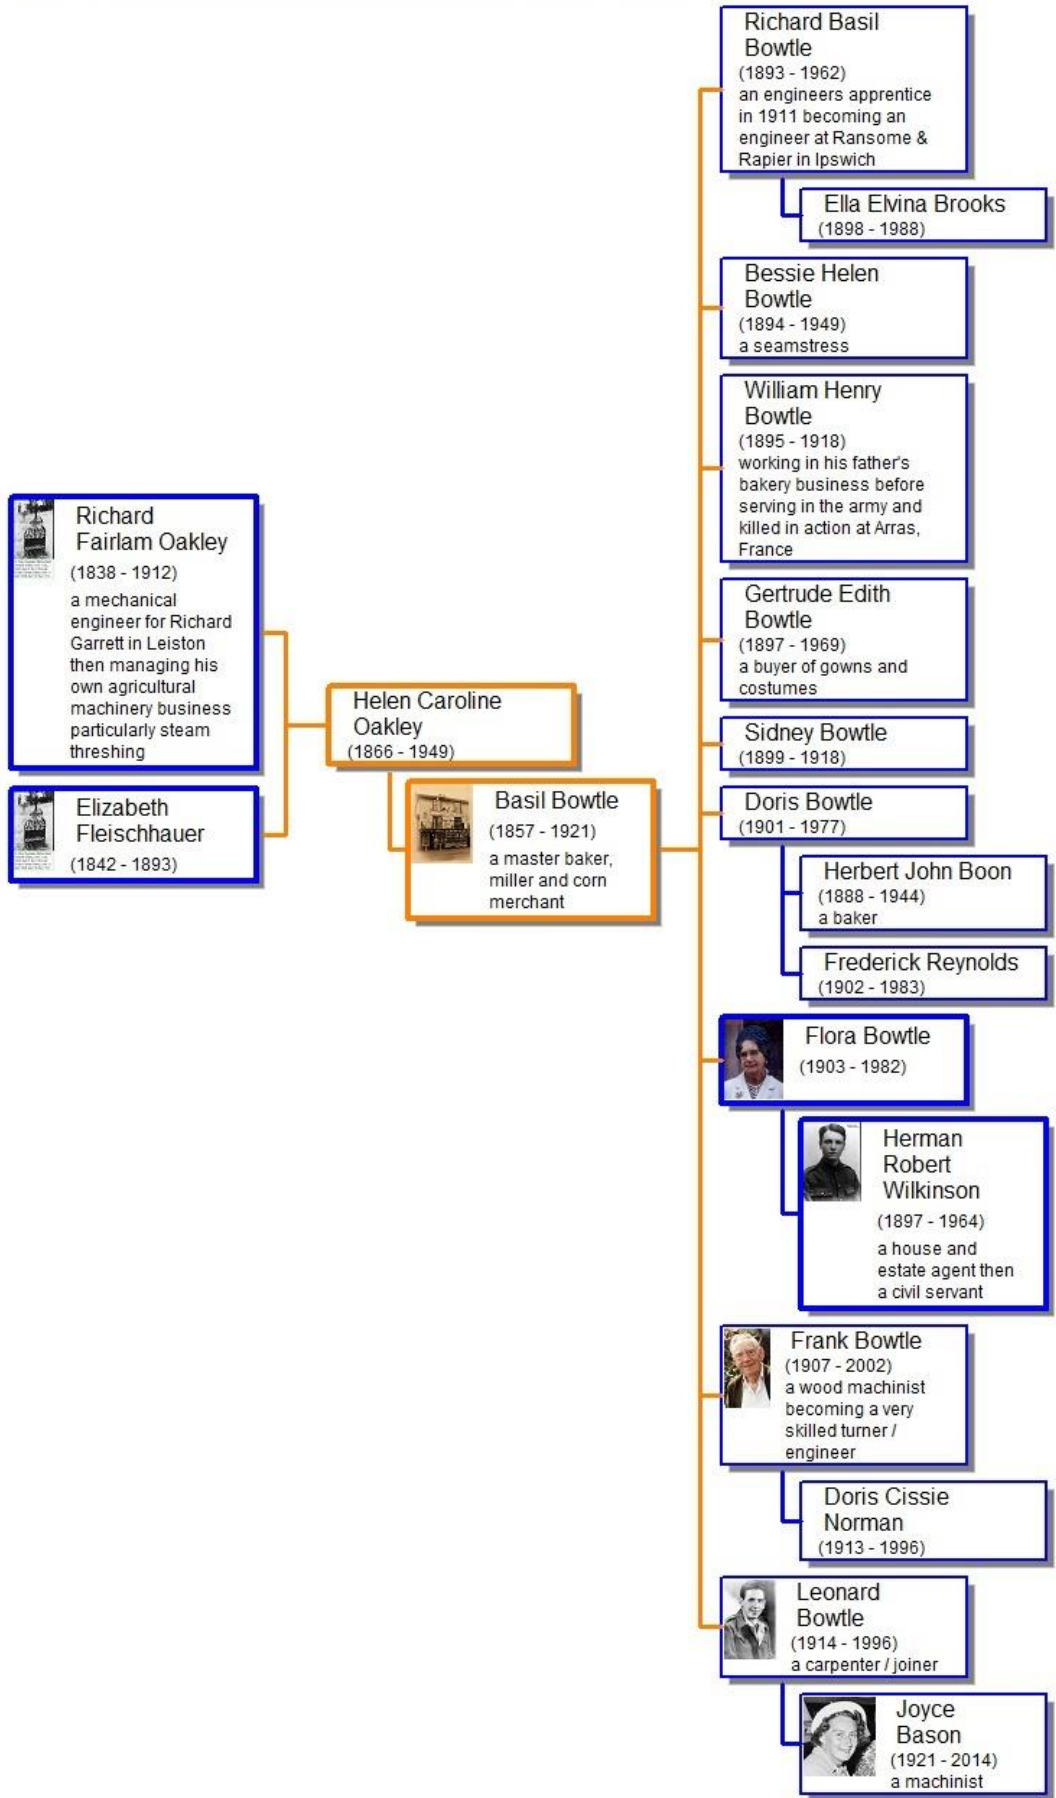 Richard Basil
Bowtle
(1893 - 1962)
an engineers apprentice
in 1911 becoming an
engineer at Ransome &
Rapier in Ipswich
Ella Elvina Brooks
(1898 - 1988)
Bessie Helen
Bowtle
(1894 - 1949)
a seamstress
William Henry
Bowtle
(1895 - 1918)
working in his father's
bakery business before
serving in the army and
killed in action at Arras,
France
Richard
Fairlam Oakley
(1838 - 1912)
a mechanical
engineer for Richard
Garrett in Leiston
then managing his
own agricultural
machinery business
particularly steam
threshing
Elizabeth
Fleischhauer
(1842 - 1893)
Helen Caroline
Oakley
(1866 - 1949)
Basil Bowtle
(1857 - 1921)
a master baker,
miller and corn
merchant
Gertrude Edith
Bowtle
(1897 - 1969)
a buyer of gowns and
costumes
Sidney Bowtle
(1899 - 1918)
Doris Bowtle
(1901 - 1977)
Herbert John Boon
(1888 - 1944)
a baker
Frederick Reynolds
(1902 - 1983)
Flora Bowtle
(1903 - 1982)
Herman
Robert
Wilkinson
(1897 - 1964)
a house and
estate agent then
a civil servant
Frank Bowtle
(1907 - 2002)
a wood machinist
becoming a very
skilled turner /
engineer
Doris Cissie
Norman
(1913 - 1996)
Leonard
Bowtle
(1914 - 1996)
a carpenter / joiner
Joyce
Bason
(1921 - 2014)
a machinist